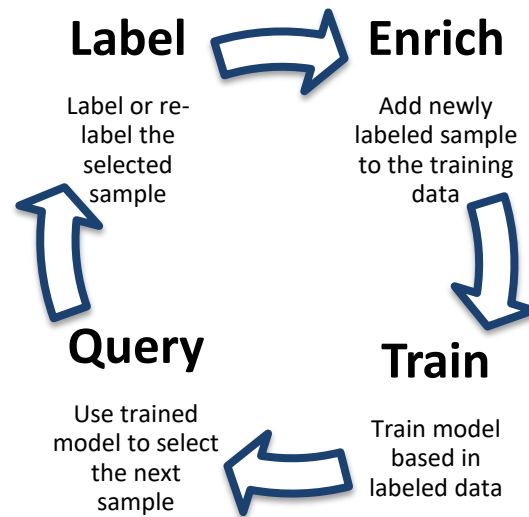 Label
Label or re-
label the
selected
sample
Enrich
Add newly
labeled sample
to the training
data
Query
Use trained
model to select
the next
sample
Train
Train model
based in
labeled data